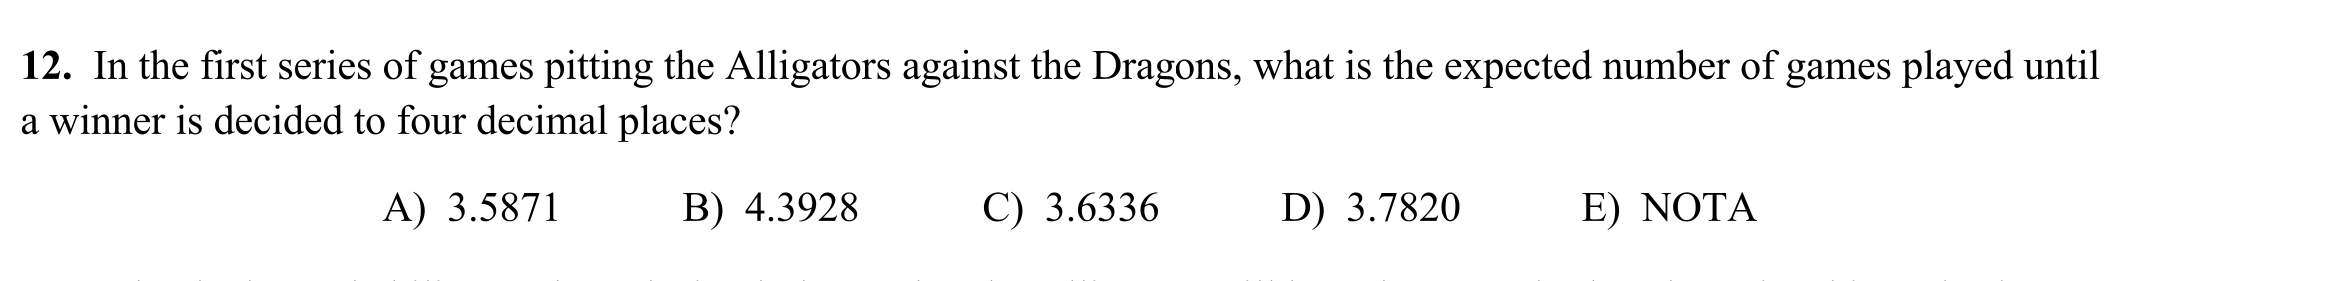 12. In the first series of games pitting the Alligators against the Dragons, what is the expected number of games played until
a winner is decided to four decimal places?
A) 3.5871 B) 4.3928 C) 3.6336 D) 3.7820 E) NOTA